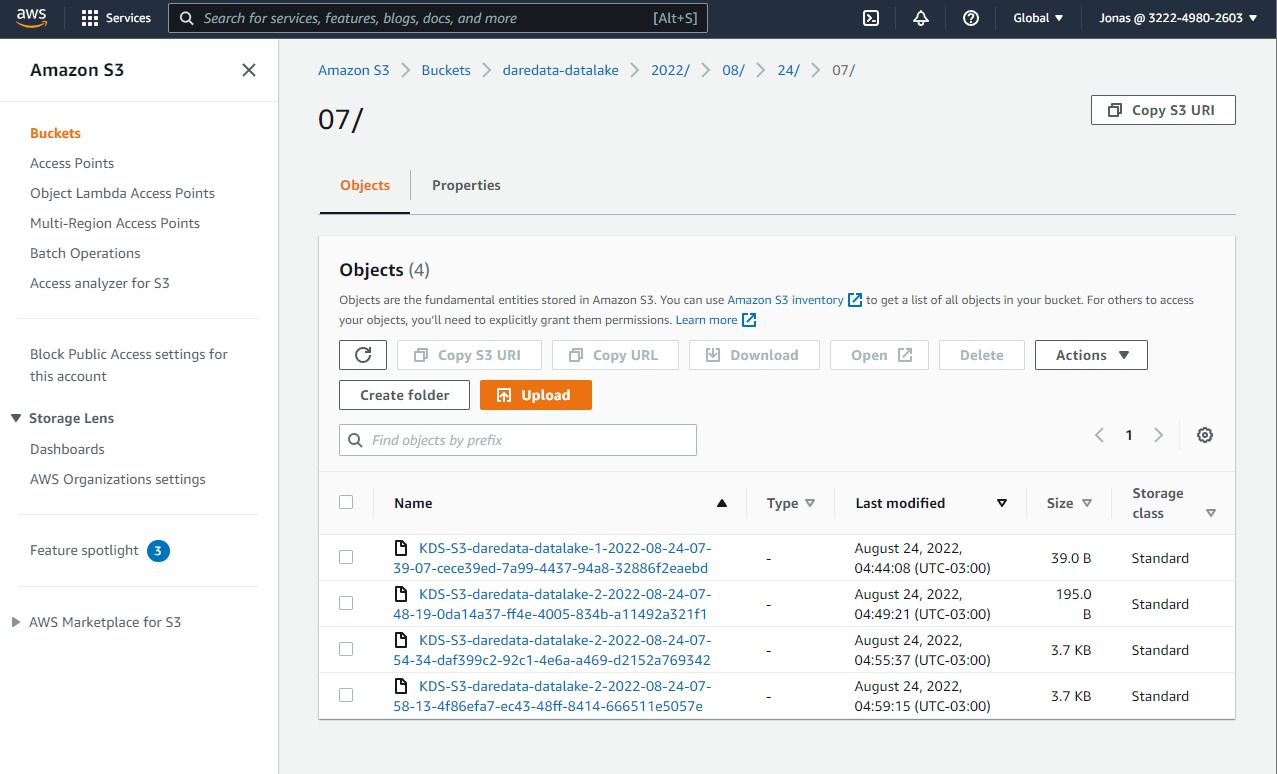 aws
Services
Search for services, features, blogs, docs, and more
[Alt+S]
Global
Jonas @ 3222-4980-2603
Amazon S3
Buckets
Access Points
Object Lambda Access Points
Multi-Region Access Points
Batch Operations
Access analyzer for S3
Block Public Access settings for
this account
Storage Lens
Dashboards
AWS Organizations settings
Feature spotlight 3
AWS Marketplace for S3
Amazon S3 > Buckets > daredata-datalake > 2022/ > 08/ > 24/ > 07/
07/
Copy S3 URI
Objects
Properties
Objects (4)
Objects are the fundamental entities stored in Amazon S3. You can use Amazon S3 inventory to get a list of all objects in your bucket. For others to access
your objects, you'll need to explicitly grant them permissions. Learn more
Copy S3 URI
Copy URL
Download
Open
Delete
Actions
Create folder
Upload
Find objects by prefix
1
Name
Type
Last modified
Size
Storage
class
KDS-S3-daredata-datalake-1-2022-08-24-07-
39-07-cece39ed-7a99-4437-94a8-32886f2eaebd
-
August 24, 2022,
04:44:08 (UTC-03:00)
39.0 B
Standard
KDS-S3-daredata-datalake-2-2022-08-24-07-
48-19-0da14a37-ff4e-4005-834b-a11492a321f1
-
August 24, 2022,
04:49:21 (UTC-03:00)
195.0
B
Standard
KDS-S3-daredata-datalake-2-2022-08-24-07-
54-34-daf399c2-92c1-4e6a-a469-d2152a769342
-
August 24, 2022,
04:55:37 (UTC-03:00)
3.7 KB
Standard
KDS-S3-daredata-datalake-2-2022-08-24-07-
58-13-4f86efa7-ec43-48ff-8414-666511e5057e
-
August 24, 2022,
04:59:15 (UTC-03:00)
3.7 KB
Standard